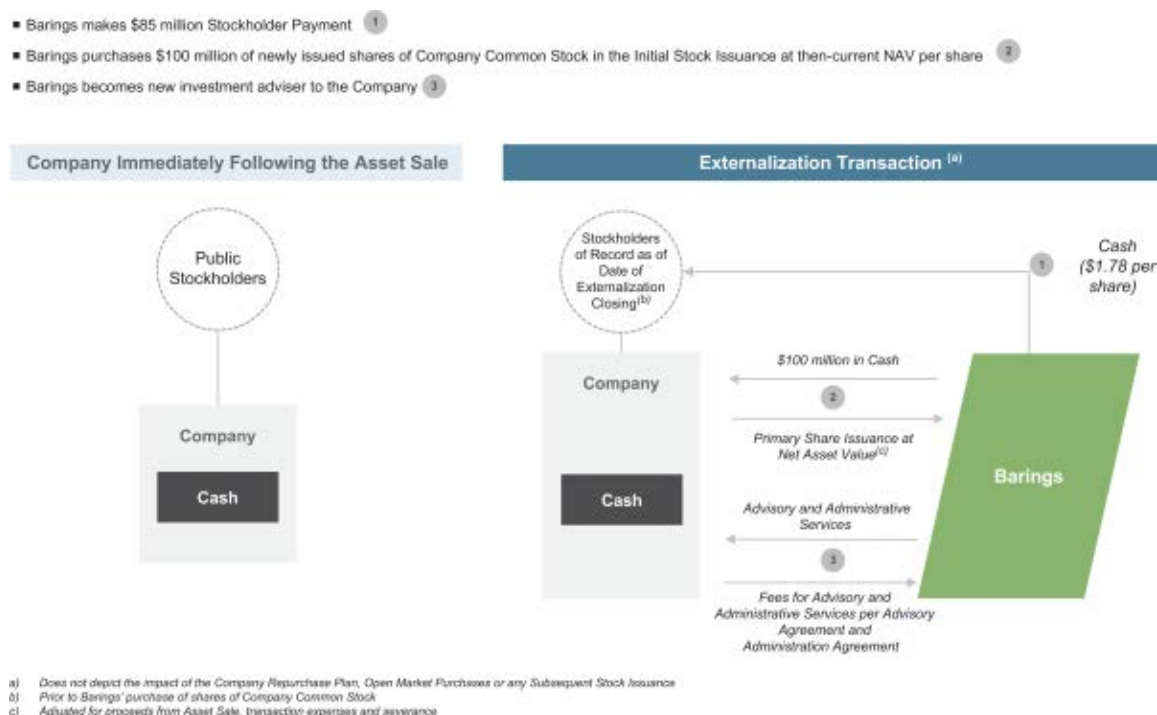 ▪ Barings makes $85 million Stockholder Payment 1
▪ Barings purchases $100 million of newly issued shares of Company Common Stock in the Initial Stock Issuance at then-current NAV per share 2
▪ Barings becomes new investment adviser to the Company 3
Company Immediately Following the Asset Sale
Externalization Transaction (a)
Public
Stockholders
Company
Cash
Stockholders
of Record as of
Date of
Externalization
Closing(b)
1
Cash
($1.78 per
share)
Company
Cash
$100 million in Cash
2
Primary Share Issuance at
Net Asset Value(c)
Advisory and Administrative
Services
3
Fees for Advisory and
Administrative Services per Advisory
Agreement and
Administration Agreement
Barings
a) Does not depict the impact of the Company Repurchase Plan, Open Market Purchases or any Subsequent Stock Issuance
b) Prior to Barings' purchase of shares of Company Common Stock
c) Adjusted for proceeds from Asset Sale, transaction expenses and severance